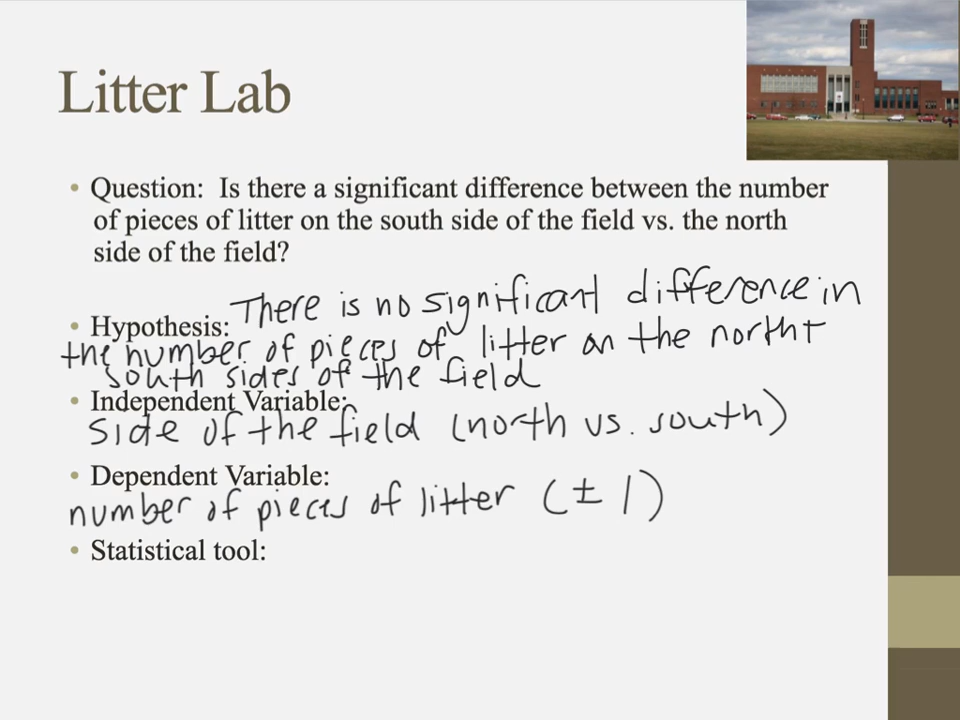 Litter Lab
• Question: Is there a significant difference between the number
of pieces of litter on the south side of the field vs. the north
side of the field?
• Hypothesis: There is no significant difference in
the number of pieces of litter on the north +
south sides of the field
• Independent Variable:
side of the field (north vs. south)
• Dependent Variable:
number of pieces of litter (± 1)
• Statistical tool: